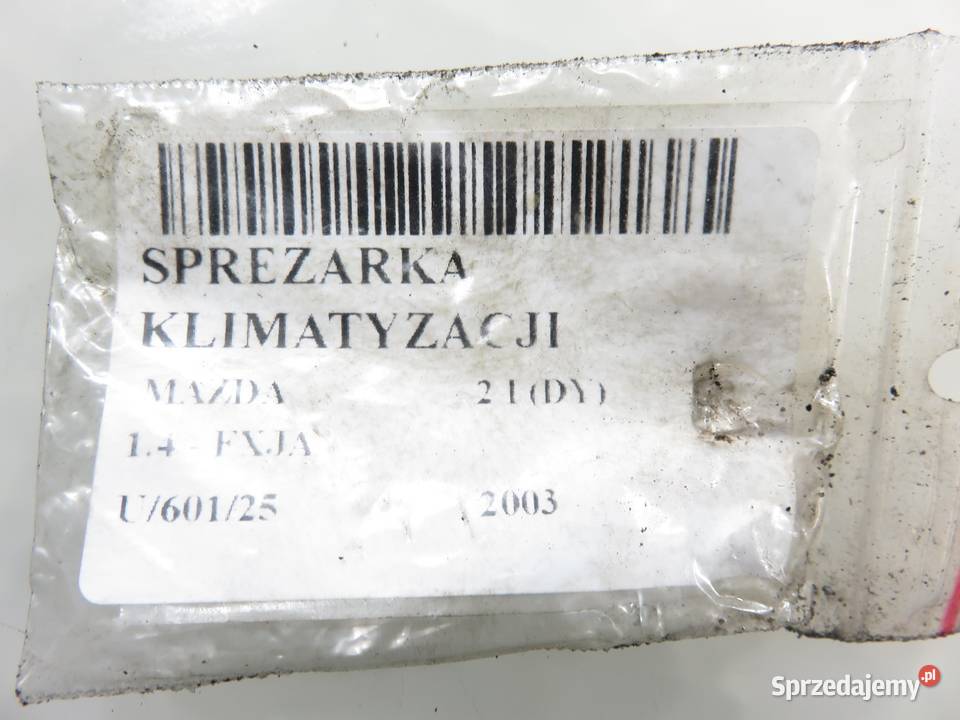 SPREZARKA
KLIMATYZACJI
MAZDA 2 I (DY)
1.4 - FXJA
U/601/25 2003
Sprzedajemy.pl